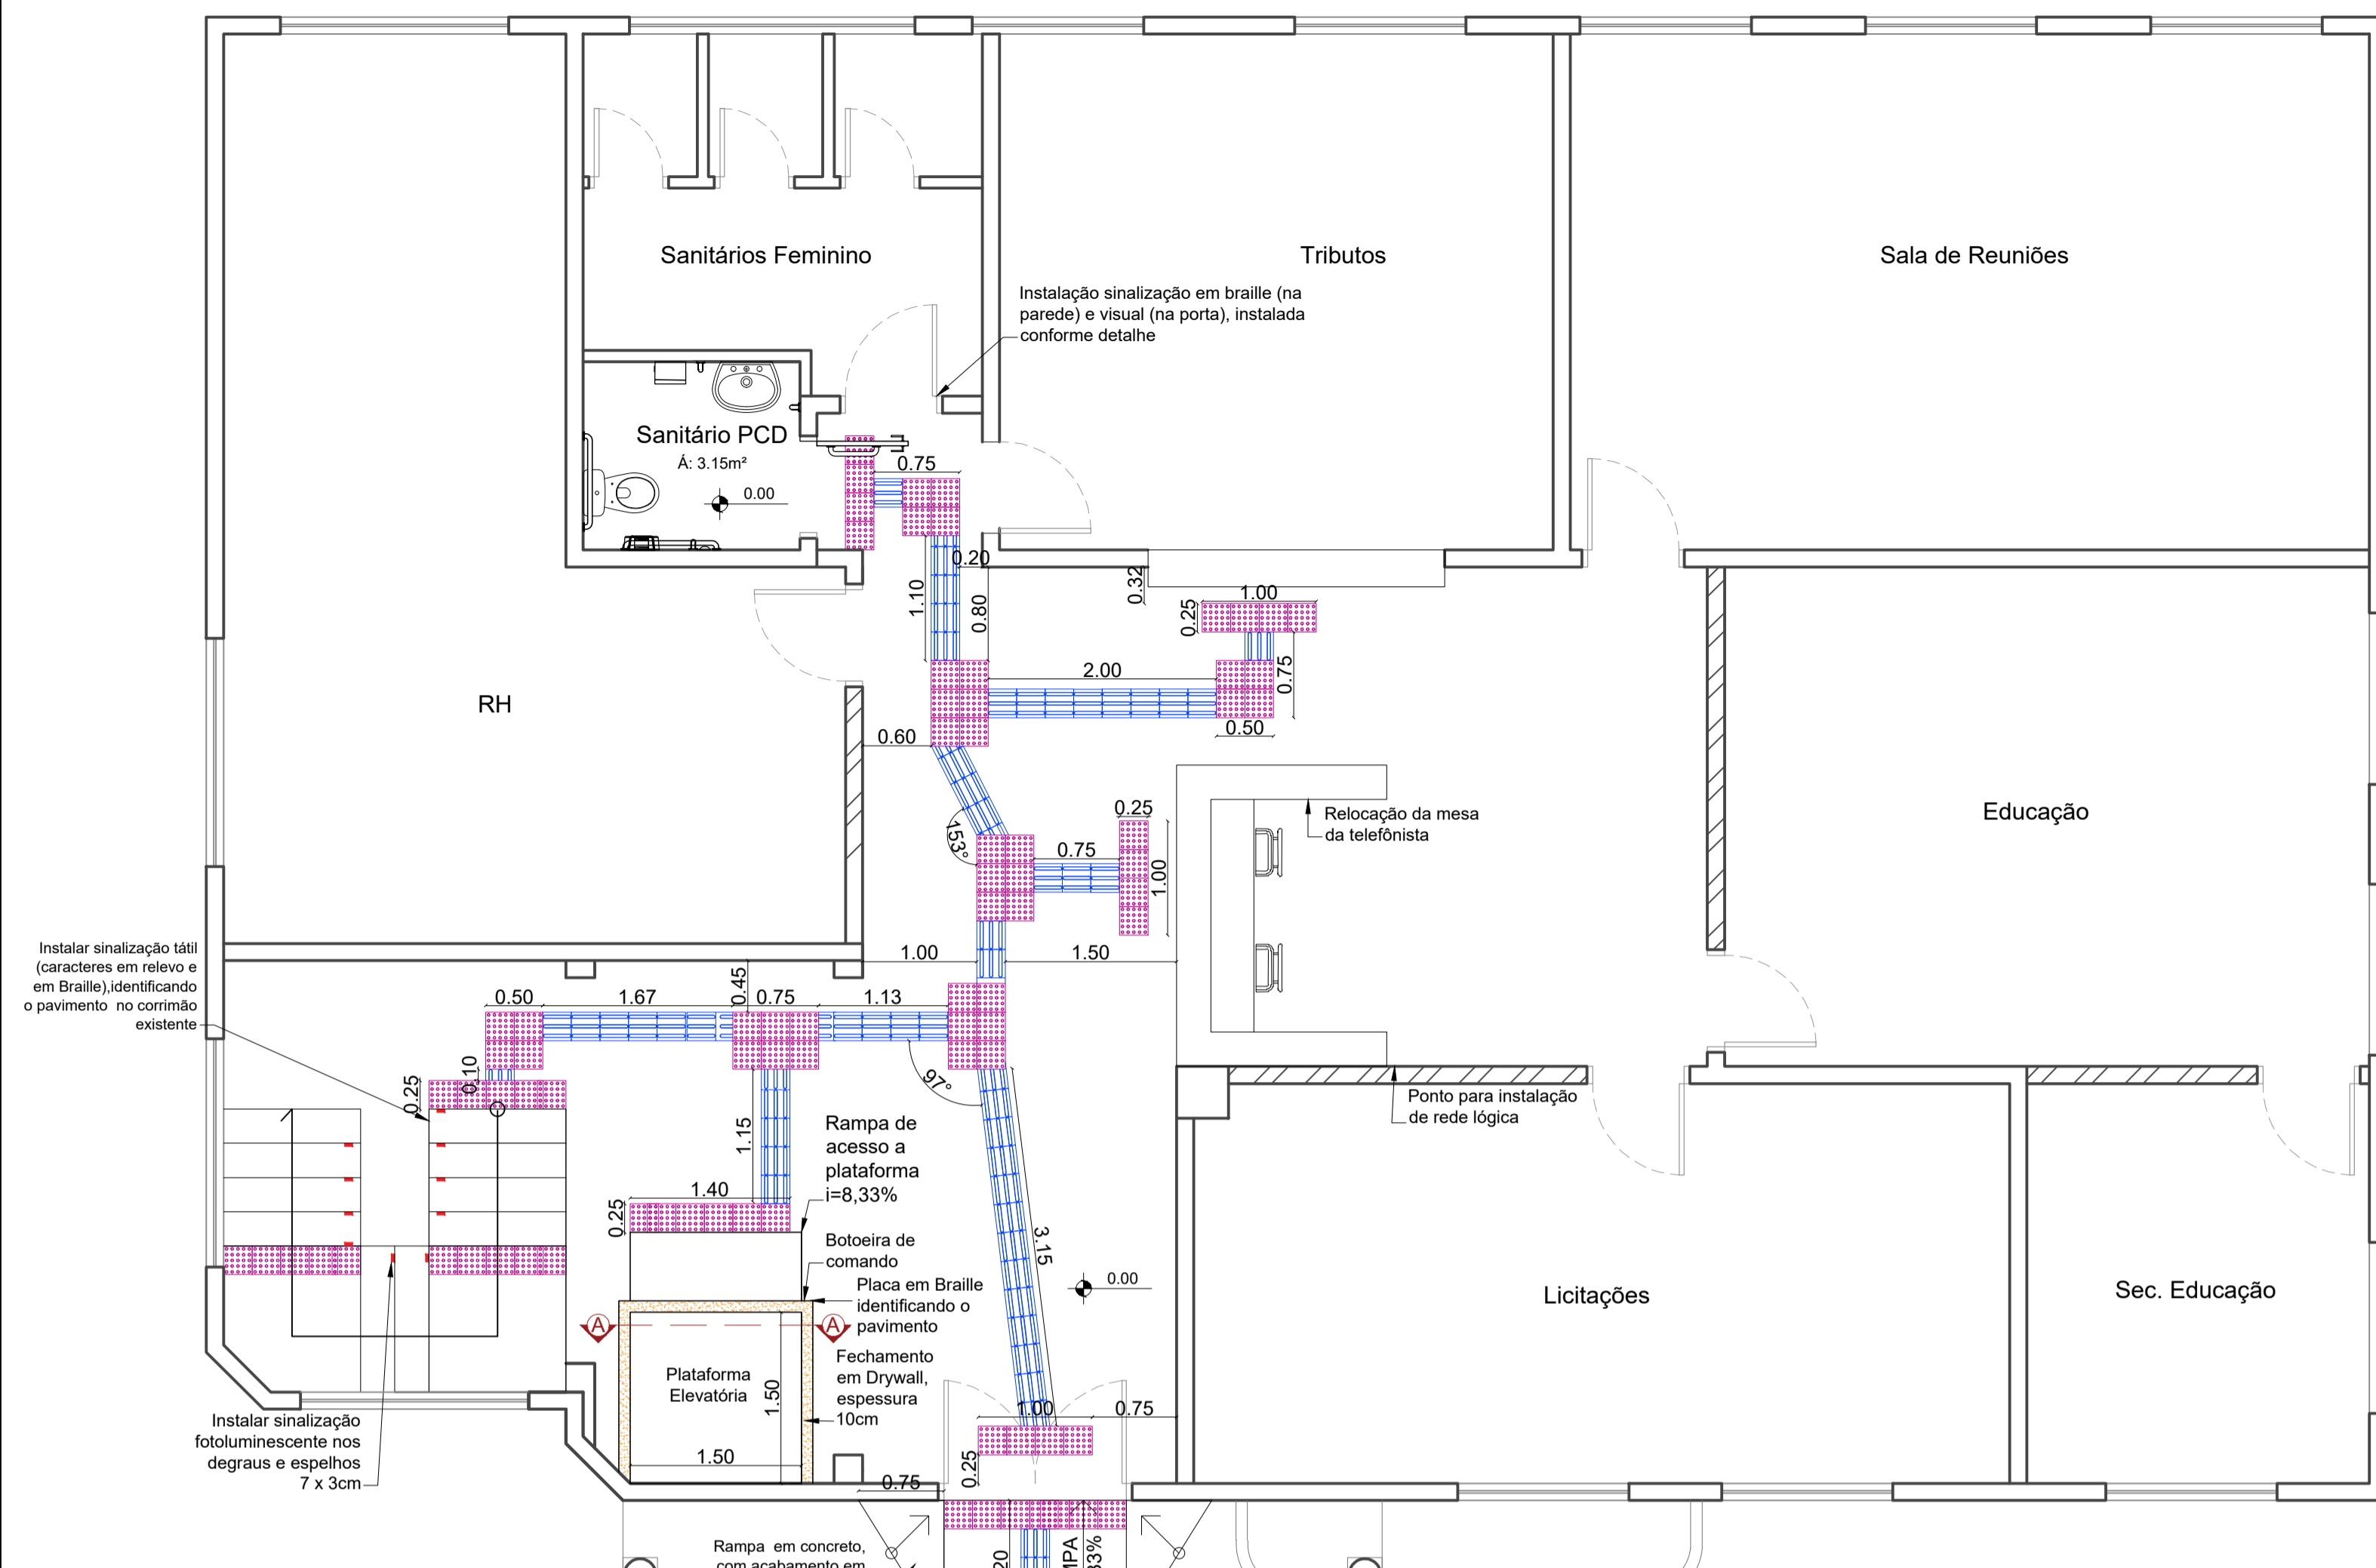 Sanitários Feminino
Tributos
Sala de Reuniões
Instalação sinalização em braille (na
parede) e visual (na porta), instalada
conforme detalhe
Sanitário PCD
Á: 3.15m²
0.00
0.75
0.20
1.10
0.80
0.32
1.00
0.25
2.00
0.75
0.50
RH
0.60
153°
0.25
0.75
1.00
Relocação da mesa
da telefônista
Educação
Instalar sinalização tátil
(caracteres em relevo e
em Braille),identificando
o pavimento no corrimão
existente
1.00
1.50
0.50
1.67
0.45
0.75
1.13
0.10
0.25
97°
1.15
Rampa de
acesso a
plataforma
i=8,33%
Ponto para instalação
de rede lógica
1.40
0.25
3.15
Botoeira de
comando
Placa em Braille
identificando o
pavimento
0.00
Licitações
Sec. Educação
A
A
Plataforma
Elevatória
1.50
1.50
Fechamento
em Drywall,
espessura
10cm
Instalar sinalização
fotoluminescente nos
degraus e espelhos
7 x 3cm
1.00
0.75
0.25
0.75
Rampa em concreto,
com acabamento em